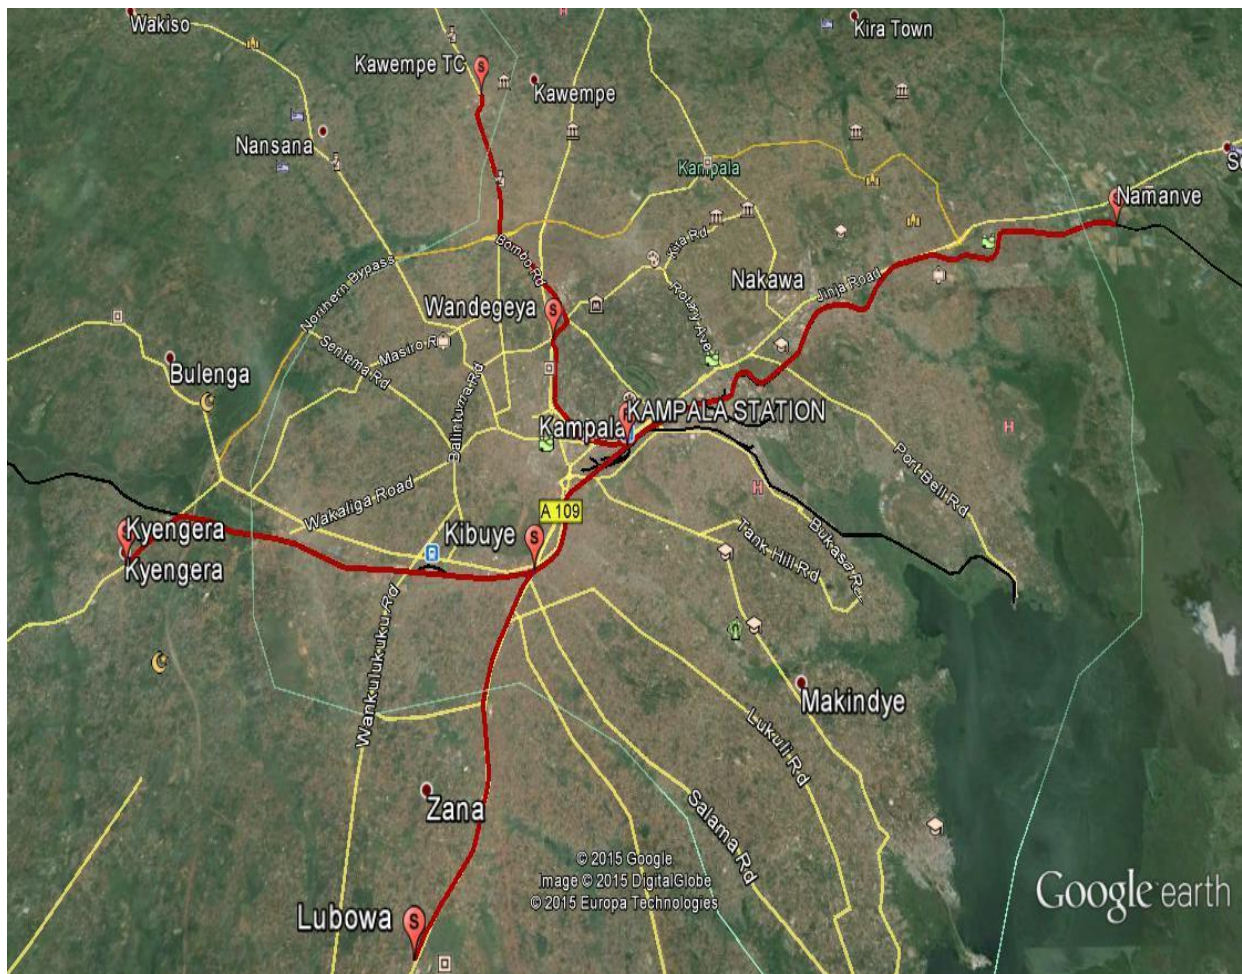 Wakiso
Kira Town
Kawempe TC
S
Kawempe
H
Nansana
Kampala
Namanve
Kira Rd
Bombo Rd
Northern Bypass
Nakawa
Jinja Road
Rotary Ave
Wandegeya
S
Masiro Rd
Sentema Rd
Bulenga
Balintuma Rd
KAMPALA STATION
Kampala
H
Port Bell Rd
Wakaliga Road
H
A 109
Kyengera
Kibuye
S
Kyengera
Tank Hill Rd
Bukasa Rd
Wankulukuku Rd
Makindye
Lukuli Rd
Zana
Salama Rd
© 2015 Google
Image © 2015 DigitalGlobe
© 2015 Europa Technologies
Google earth
Lubowa
S